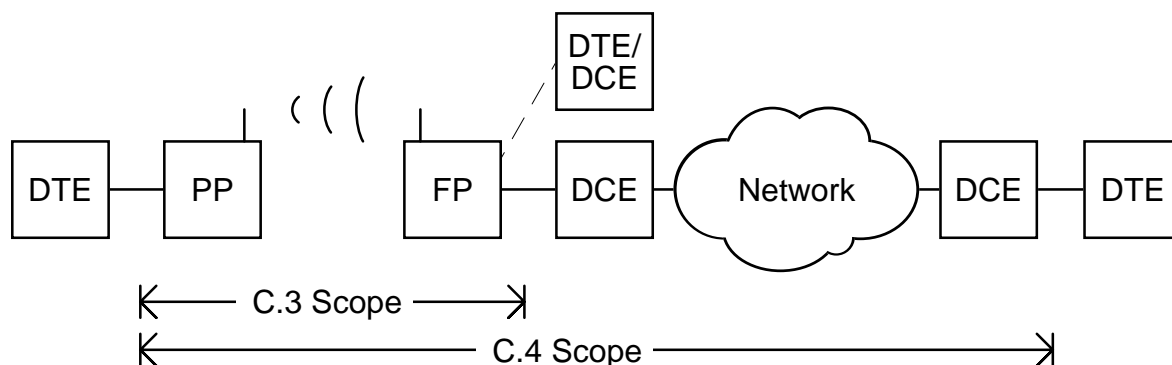 DTE/
DCE
DTE
PP
FP
DCE
Network
DCE
DTE
C.3 Scope
C.4 Scope